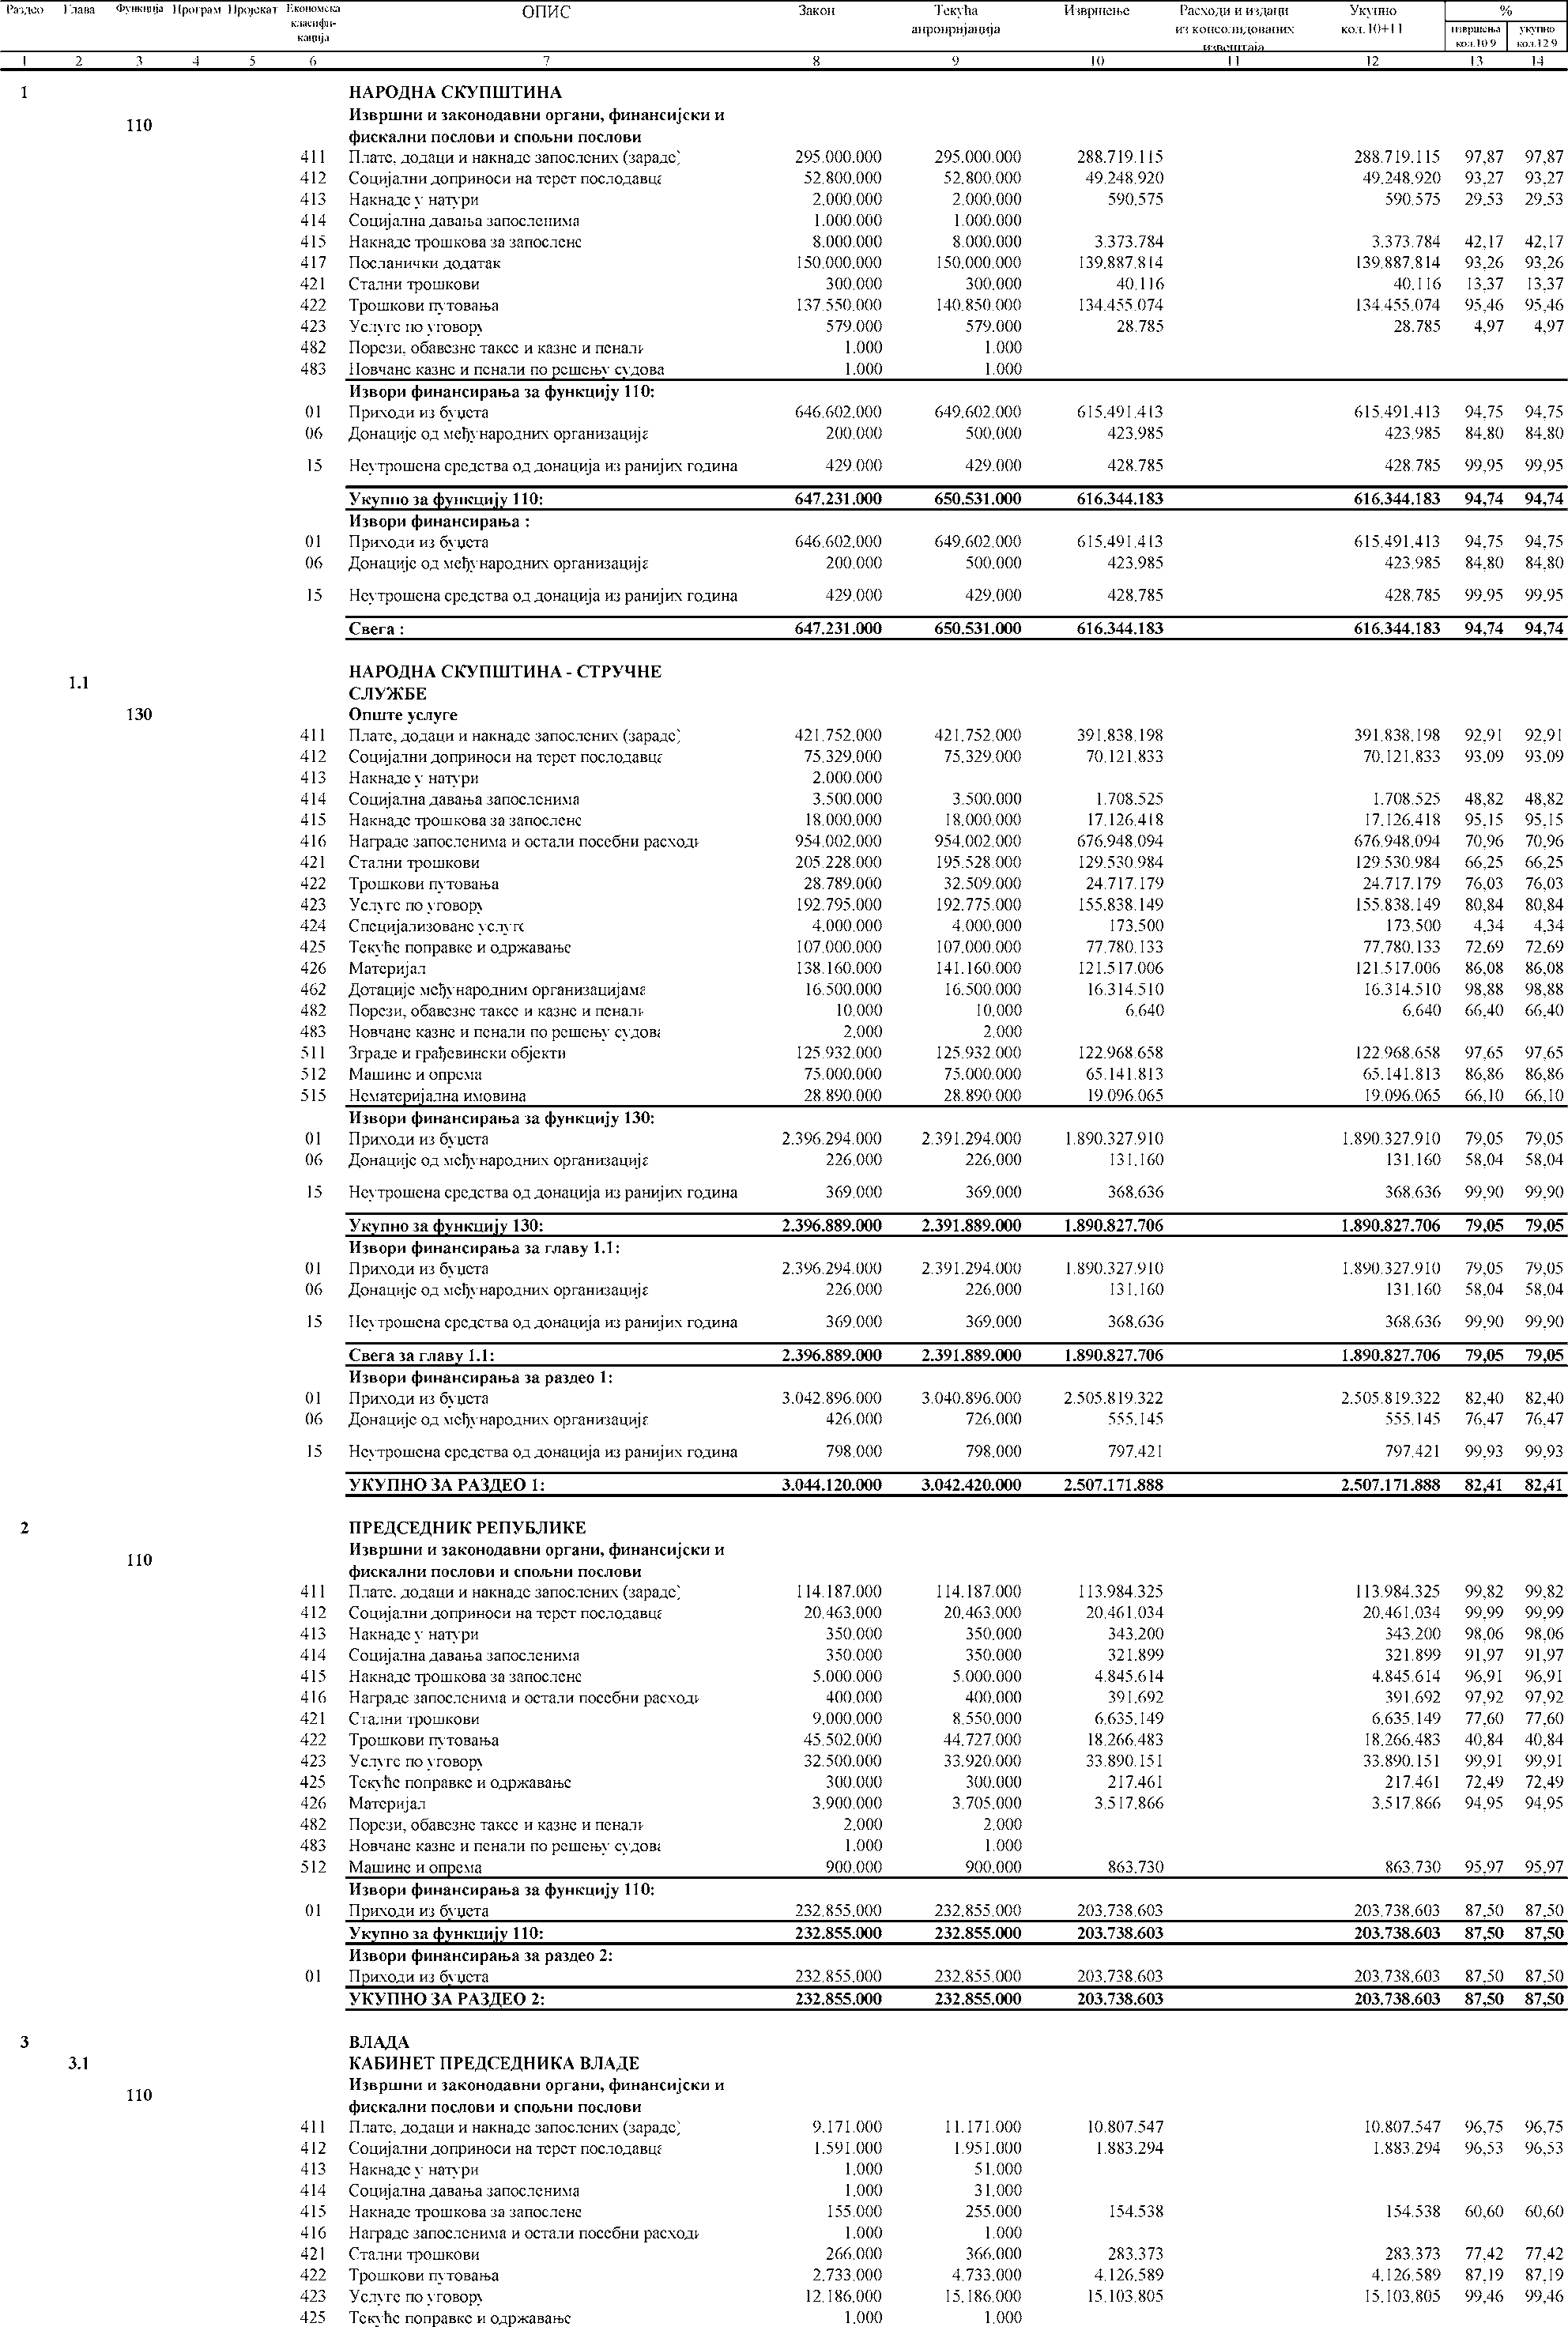 Раздео Глава Функција Програм Пројекат Економска класифи-кација ОПИС Закон Текућа апропријација Извршење Расходи и издаци из консолидованих извештаја Укупно кол.10+11 % извршења кол.10/9 укупно кол.12/9
1 2 3 4 5 6 7 8 9 10 11 12 13 14
1 НАРОДНА СКУПШТИНА
110 Извршни и законодавни органи, финансијски и
фискални послови и спољни послови
411 Плате, додаци и накнаде запослених (зараде) 295.000.000 295.000.000 288.719.115 288.719.115 97,87 97,87
412 Социјални доприноси на терет послодавца 52.800.000 52.800.000 49.248.920 49.248.920 93,27 93,27
413 Накнаде у натури 2.000.000 2.000.000 590.575 590.575 29,53 29,53
414 Социјална давања запосленима 1.000.000 1.000.000
415 Накнаде трошкова за запослене 8.000.000 8.000.000 3.373.784 3.373.784 42,17 42,17
417 Посланички додатак 150.000.000 150.000.000 139.887.814 139.887.814 93,26 93,26
421 Стални трошкови 300.000 300.000 40.116 40.116 13,37 13,37
422 Трошкови путовања 137.550.000 140.850.000 134.455.074 134.455.074 95,46 95,46
423 Услуге по уговору 579.000 579.000 28.785 28.785 4,97 4,97
482 Порези, обавезне таксе и казне и пенали 1.000 1.000
483 Новчане казне и пенали по решењу судова 1.000 1.000
Извори финансирања за функцију 110:
01 Приходи из буџета 646.602.000 649.602.000 615.491.413 615.491.413 94,75 94,75
06 Донације од међународних организација 200.000 500.000 423.985 423.985 84,80 84,80
15 Неутрошена средства од донација из ранијих година 429.000 429.000 428.785 428.785 99,95 99,95
Укупно за функцију 110: 647.231.000 650.531.000 616.344.183 616.344.183 94,74 94,74
Извори финансирања :
01 Приходи из буџета 646.602.000 649.602.000 615.491.413 615.491.413 94,75 94,75
06 Донације од међународних организација 200.000 500.000 423.985 423.985 84,80 84,80
15 Неутрошена средства од донација из ранијих година 429.000 429.000 428.785 428.785 99,95 99,95
Свега : 647.231.000 650.531.000 616.344.183 616.344.183 94,74 94,74
1.1 НАРОДНА СКУПШТИНА - СТРУЧНЕ
СЛУЖБЕ
130 Опште услуге
411 Плате, додаци и накнаде запослених (зараде) 421.752.000 421.752.000 391.838.198 391.838.198 92,91 92,91
412 Социјални доприноси на терет послодавца 75.329.000 75.329.000 70.121.833 70.121.833 93,09 93,09
413 Накнаде у натури 2.000.000
414 Социјална давања запосленима 3.500.000 3.500.000 1.708.525 1.708.525 48,82 48,82
415 Накнаде трошкова за запослене 18.000.000 18.000.000 17.126.418 17.126.418 95,15 95,15
416 Награде запосленима и остали посебни расходи 954.002.000 954.002.000 676.948.094 676.948.094 70,96 70,96
421 Стални трошкови 205.228.000 195.528.000 129.530.984 129.530.984 66,25 66,25
422 Трошкови путовања 28.789.000 32.509.000 24.717.179 24.717.179 76,03 76,03
423 Услуге по уговору 192.795.000 192.775.000 155.838.149 155.838.149 80,84 80,84
424 Специјализоване услуге 4.000.000 4.000.000 173.500 173.500 4,34 4,34
425 Текуће поправке и одржавање 107.000.000 107.000.000 77.780.133 77.780.133 72,69 72,69
426 Материјал 138.160.000 141.160.000 121.517.006 121.517.006 86,08 86,08
462 Дотације међународним организацијама 16.500.000 16.500.000 16.314.510 16.314.510 98,88 98,88
482 Порези, обавезне таксе и казне и пенали 10.000 10.000 6.640 6.640 66,40 66,40
483 Новчане казне и пенали по решењу судова 2.000 2.000
511 Зграде и грађевински објекти 125.932.000 125.932.000 122.968.658 122.968.658 97,65 97,65
512 Машине и опрема 75.000.000 75.000.000 65.141.813 65.141.813 86,86 86,86
515 Нематеријална имовина 28.890.000 28.890.000 19.096.065 19.096.065 66,10 66,10
Извори финансирања за функцију 130:
01 Приходи из буџета 2.396.294.000 2.391.294.000 1.890.327.910 1.890.327.910 79,05 79,05
06 Донације од међународних организација 226.000 226.000 131.160 131.160 58,04 58,04
15 Неутрошена средства од донација из ранијих година 369.000 369.000 368.636 368.636 99,90 99,90
Укупно за функцију 130: 2.396.889.000 2.391.889.000 1.890.827.706 1.890.827.706 79,05 79,05
Извори финансирања за главу 1.1:
01 Приходи из буџета 2.396.294.000 2.391.294.000 1.890.327.910 1.890.327.910 79,05 79,05
06 Донације од међународних организација 226.000 226.000 131.160 131.160 58,04 58,04
15 Неутрошена средства од донација из ранијих година 369.000 369.000 368.636 368.636 99,90 99,90
Свега за главу 1.1: 2.396.889.000 2.391.889.000 1.890.827.706 1.890.827.706 79,05 79,05
Извори финансирања за раздео 1:
01 Приходи из буџета 3.042.896.000 3.040.896.000 2.505.819.322 2.505.819.322 82,40 82,40
06 Донације од међународних организација 426.000 726.000 555.145 555.145 76,47 76,47
15 Неутрошена средства од донација из ранијих година 798.000 798.000 797.421 797.421 99,93 99,93
УКУПНО ЗА РАЗДЕО 1: 3.044.120.000 3.042.420.000 2.507.171.888 2.507.171.888 82,41 82,41
2 ПРЕДСЕДНИК РЕПУБЛИКЕ
110 Извршни и законодавни органи, финансијски и
фискални послови и спољни послови
411 Плате, додаци и накнаде запослених (зараде) 114.187.000 114.187.000 113.984.325 113.984.325 99,82 99,82
412 Социјални доприноси на терет послодавца 20.463.000 20.463.000 20.461.034 20.461.034 99,99 99,99
413 Накнаде у натури 350.000 350.000 343.200 343.200 98,06 98,06
414 Социјална давања запосленима 350.000 350.000 321.899 321.899 91,97 91,97
415 Накнаде трошкова за запослене 5.000.000 5.000.000 4.845.614 4.845.614 96,91 96,91
416 Награде запосленима и остали посебни расходи 400.000 400.000 391.692 391.692 97,92 97,92
421 Стални трошкови 9.000.000 8.550.000 6.635.149 6.635.149 77,60 77,60
422 Трошкови путовања 45.502.000 44.727.000 18.266.483 18.266.483 40,84 40,84
423 Услуге по уговору 32.500.000 33.920.000 33.890.151 33.890.151 99,91 99,91
425 Текуће поправке и одржавање 300.000 300.000 217.461 217.461 72,49 72,49
426 Материјал 3.900.000 3.705.000 3.517.866 3.517.866 94,95 94,95
482 Порези, обавезне таксе и казне и пенали 2.000 2.000
483 Новчане казне и пенали по решењу судова 1.000 1.000
512 Машине и опрема 900.000 900.000 863.730 863.730 95,97 95,97
Извори финансирања за функцију 110:
01 Приходи из буџета 232.855.000 232.855.000 203.738.603 203.738.603 87,50 87,50
Укупно за функцију 110: 232.855.000 232.855.000 203.738.603 203.738.603 87,50 87,50
Извори финансирања за раздео 2:
01 Приходи из буџета 232.855.000 232.855.000 203.738.603 203.738.603 87,50 87,50
УКУПНО ЗА РАЗДЕО 2: 232.855.000 232.855.000 203.738.603 203.738.603 87,50 87,50
3 ВЛАДА
3.1 КАБИНЕТ ПРЕДСЕДНИКА ВЛАДЕ
110 Извршни и законодавни органи, финансијски и
фискални послови и спољни послови
411 Плате, додаци и накнаде запослених (зараде) 9.171.000 11.171.000 10.807.547 10.807.547 96,75 96,75
412 Социјални доприноси на терет послодавца 1.591.000 1.951.000 1.883.294 1.883.294 96,53 96,53
413 Накнаде у натури 1.000 51.000
414 Социјална давања запосленима 1.000 31.000
415 Накнаде трошкова за запослене 155.000 255.000 154.538 154.538 60,60 60,60
416 Награде запосленима и остали посебни расходи 1.000 1.000
421 Стални трошкови 266.000 366.000 283.373 283.373 77,42 77,42
422 Трошкови путовања 2.733.000 4.733.000 4.126.589 4.126.589 87,19 87,19
423 Услуге по уговору 12.186.000 15.186.000 15.103.805 15.103.805 99,46 99,46
425 Текуће поправке и одржавање 1.000 1.000